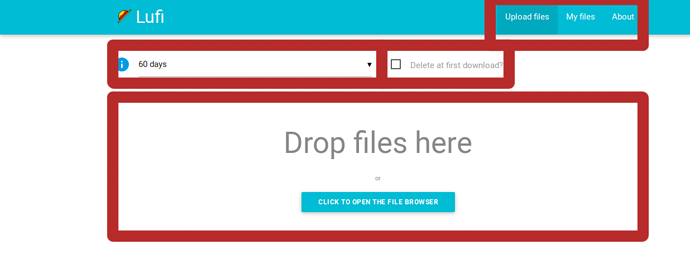 Lufi
Upload files
My files
About
60 days
Delete at first download?
Drop files here
or
CLICK TO OPEN THE FILE BROWSER